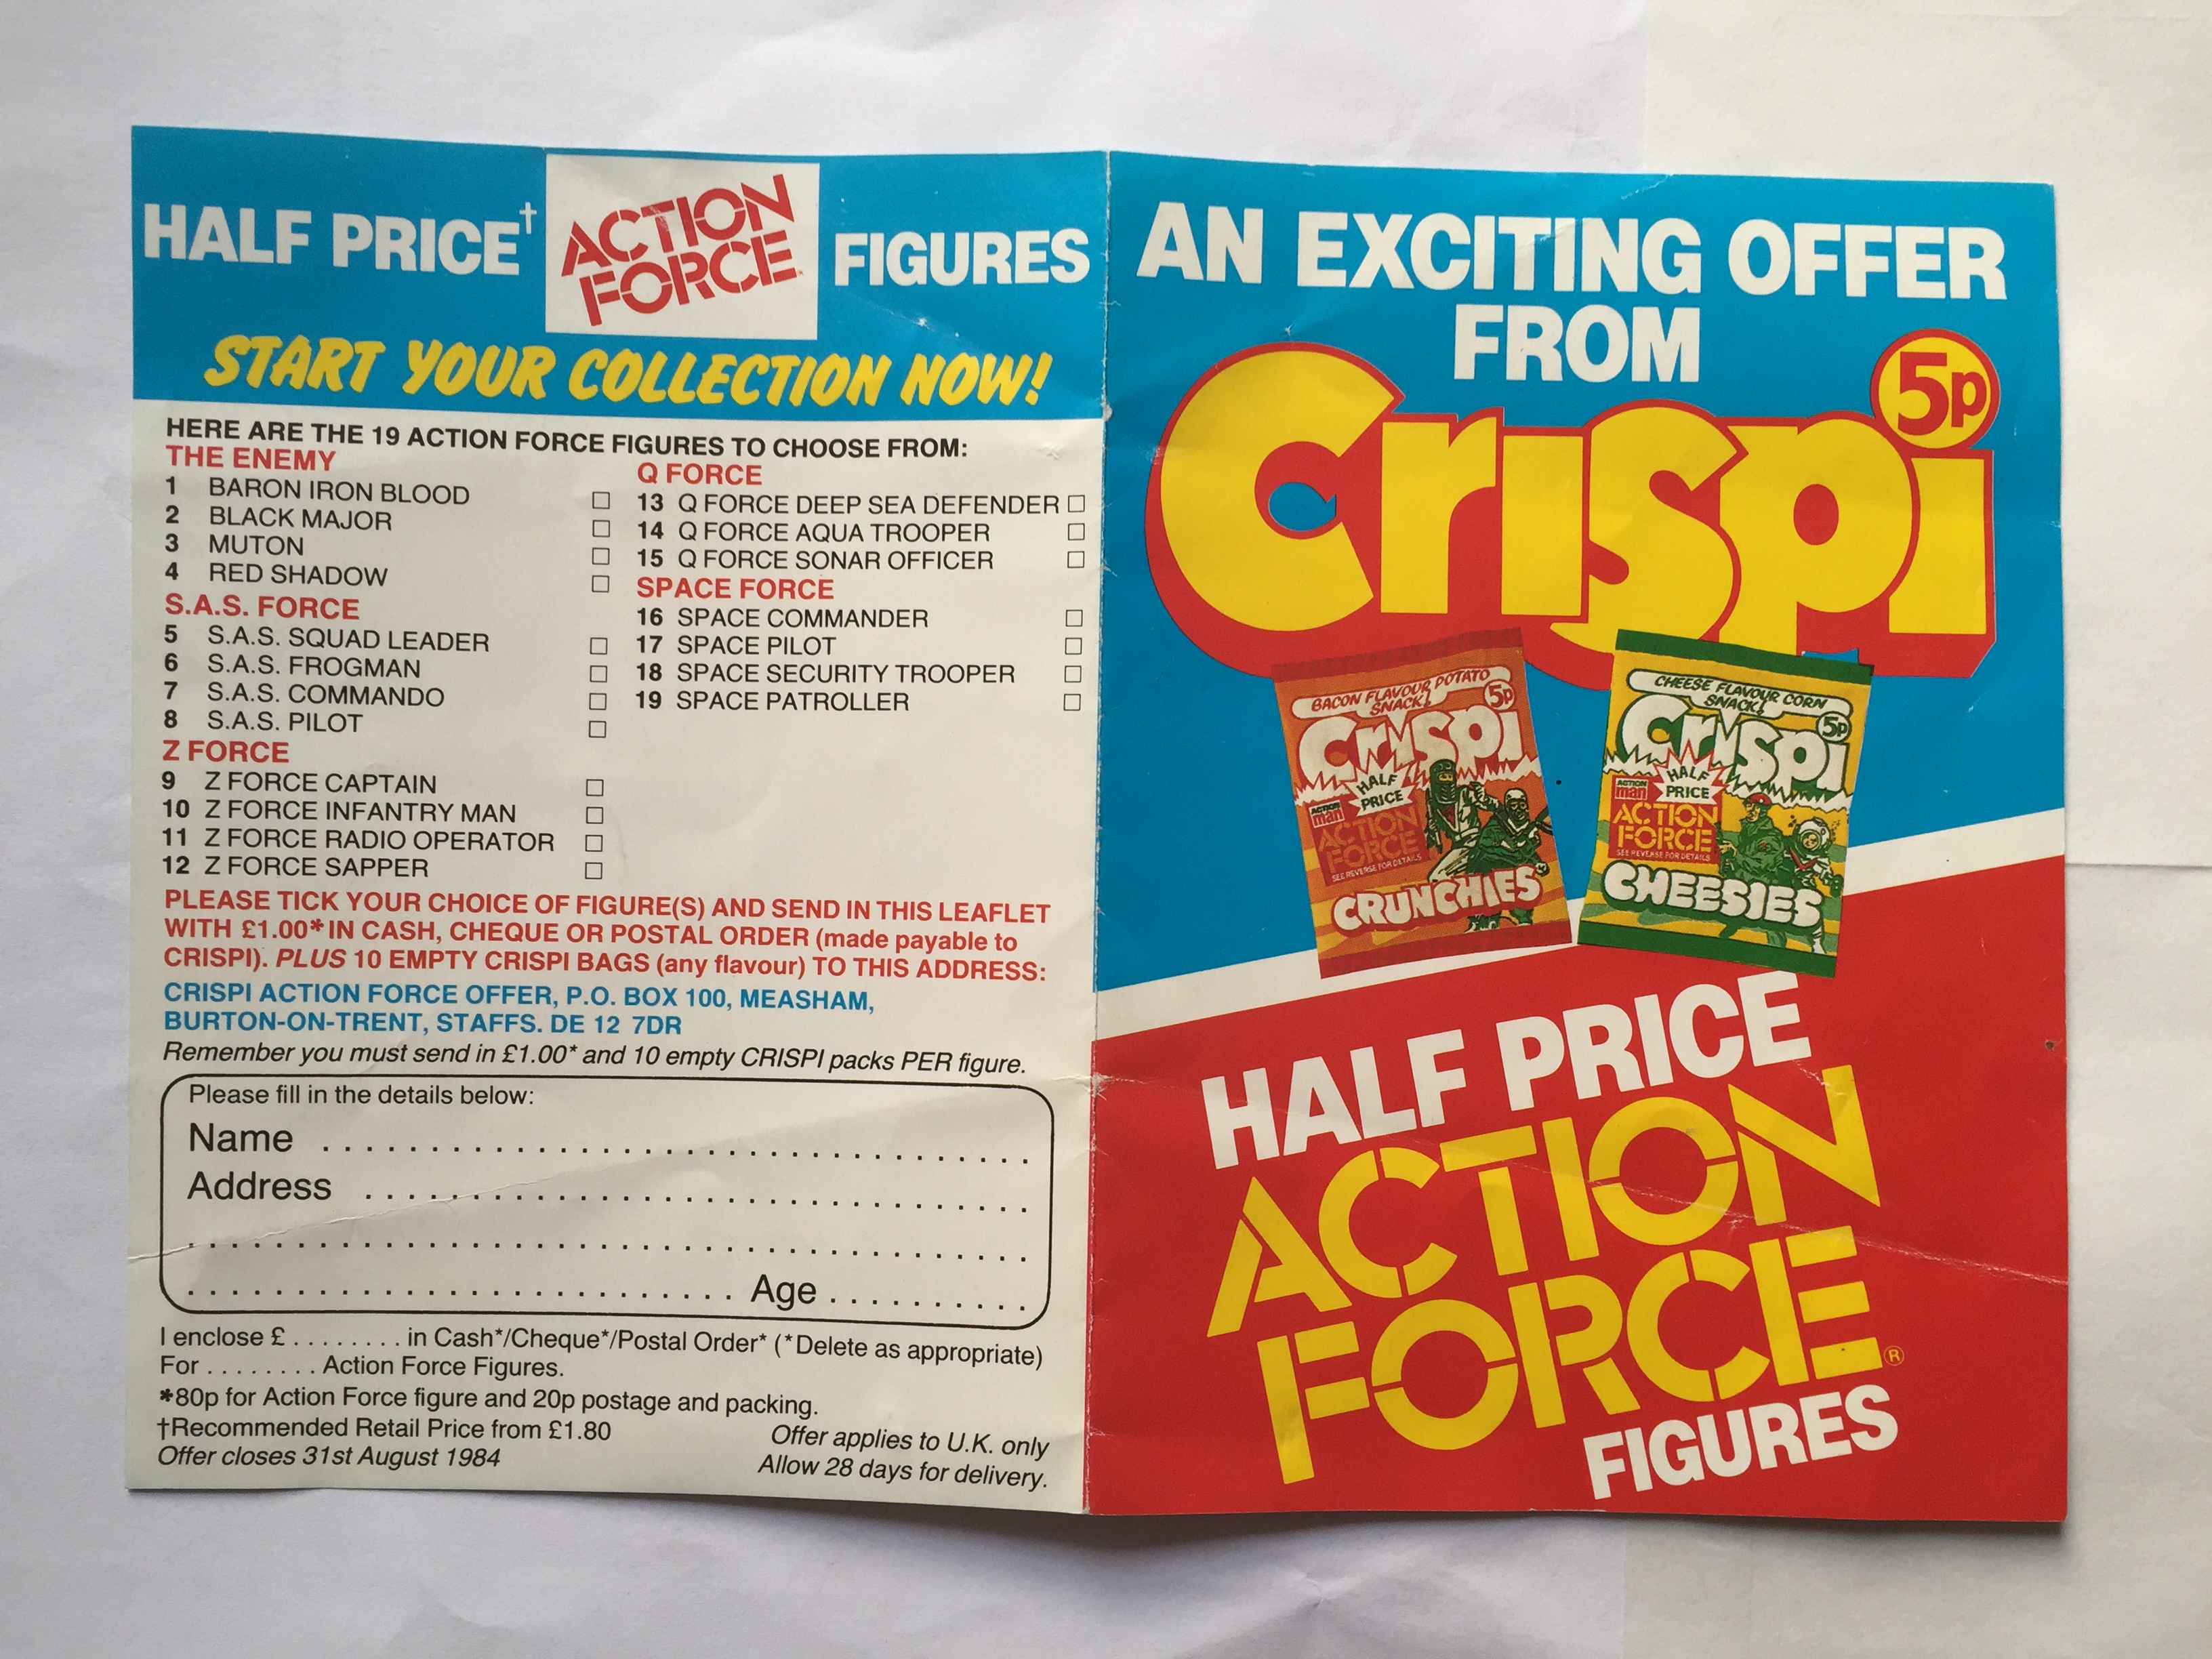 HALF PRICE† ACTION FORCE FIGURES
START YOUR COLLECTION NOW!
HERE ARE THE 19 ACTION FORCE FIGURES TO CHOOSE FROM:
THE ENEMY
1 BARON IRON BLOOD
2 BLACK MAJOR
3 MUTON
4 RED SHADOW
S.A.S. FORCE
5 S.A.S. SQUAD LEADER
6 S.A.S. FROGMAN
7 S.A.S. COMMANDO
8 S.A.S. PILOT
Z FORCE
9 Z FORCE CAPTAIN
10 Z FORCE INFANTRY MAN
11 Z FORCE RADIO OPERATOR
12 Z FORCE SAPPER
Q FORCE
13 Q FORCE DEEP SEA DEFENDER
14 Q FORCE AQUA TROOPER
15 Q FORCE SONAR OFFICER
SPACE FORCE
16 SPACE COMMANDER
17 SPACE PILOT
18 SPACE SECURITY TROOPER
19 SPACE PATROLLER
PLEASE TICK YOUR CHOICE OF FIGURE(S) AND SEND IN THIS LEAFLET
WITH £1.00* IN CASH, CHEQUE OR POSTAL ORDER (made payable to
CRISPI). PLUS 10 EMPTY CRISPI BAGS (any flavour) TO THIS ADDRESS:
CRISPI ACTION FORCE OFFER, P.O. BOX 100, MEASHAM,
BURTON-ON-TRENT, STAFFS. DE 12 7DR
Remember you must send in £1.00* and 10 empty CRISPI packs PER figure.
Please fill in the details below:
Name ..................................
Address ................................
........................................
.............................. Age ...........
I enclose £ ........ in Cash*/Cheque*/Postal Order* (*Delete as appropriate)
For ........ Action Force Figures.
*80p for Action Force figure and 20p postage and packing.
†Recommended Retail Price from £1.80
Offer closes 31st August 1984
Offer applies to U.K. only
Allow 28 days for delivery.
AN EXCITING OFFER
FROM
Crispi 5p
BACON FLAVOUR POTATO
SNACK 5p
Crispi
HALF
PRICE
ACTION
man
ACTION
FORCE
SEE REVERSE FOR DETAILS
CRUNCHIES
CHEESE FLAVOUR CORN
SNACK 5p
Crispi
HALF
PRICE
ACTION
man
ACTION
FORCE
SEE REVERSE FOR DETAILS
CHEESIES
HALF PRICE
ACTION
FORCE®
FIGURES